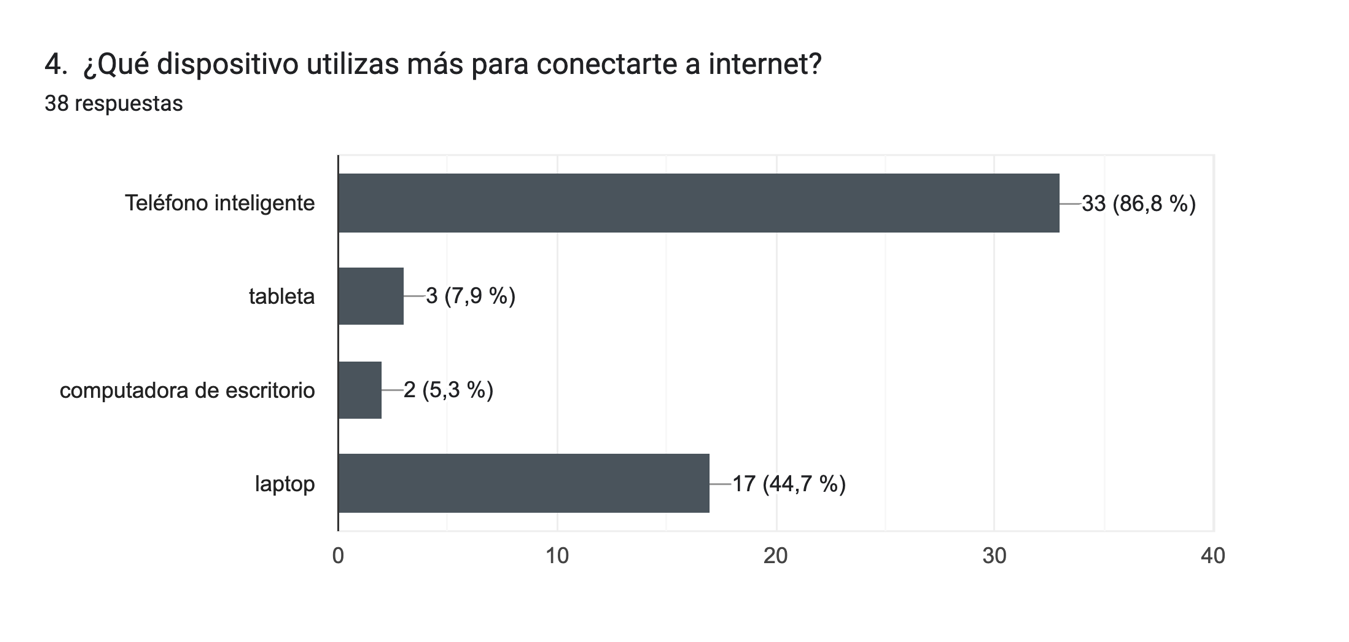 4. ¿Qué dispositivo utilizas más para conectarte a internet?
38 respuestas
Teléfono inteligente
33 (86,8 %)
tableta
3 (7,9 %)
computadora de escritorio
2 (5,3 %)
laptop
17 (44,7 %)
0 10 20 30 40